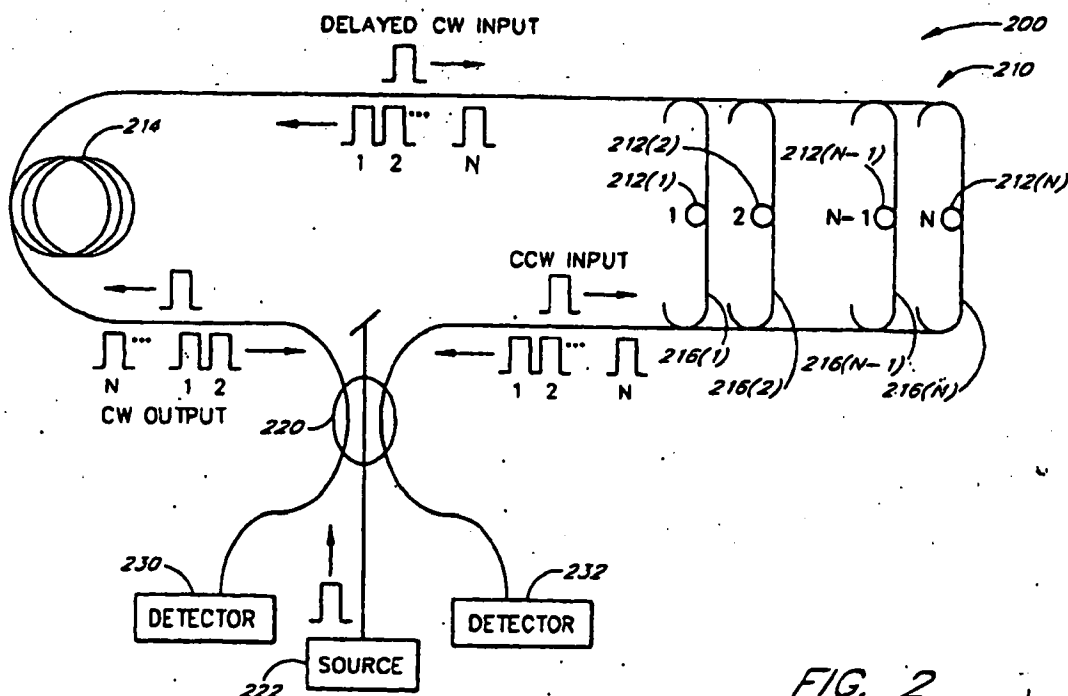 DELAYED CW INPUT
200
210
214
1 2 ... N
212(2)
212(N-1)
212(1)
212(N)
1 2 N-1 N
CCW INPUT
N ... 1 2
CW OUTPUT
1 2 ... N
216(1)
216(2)
216(N-1)
216(N)
220
230
232
DETECTOR
DETECTOR
SOURCE
222
FIG. 2